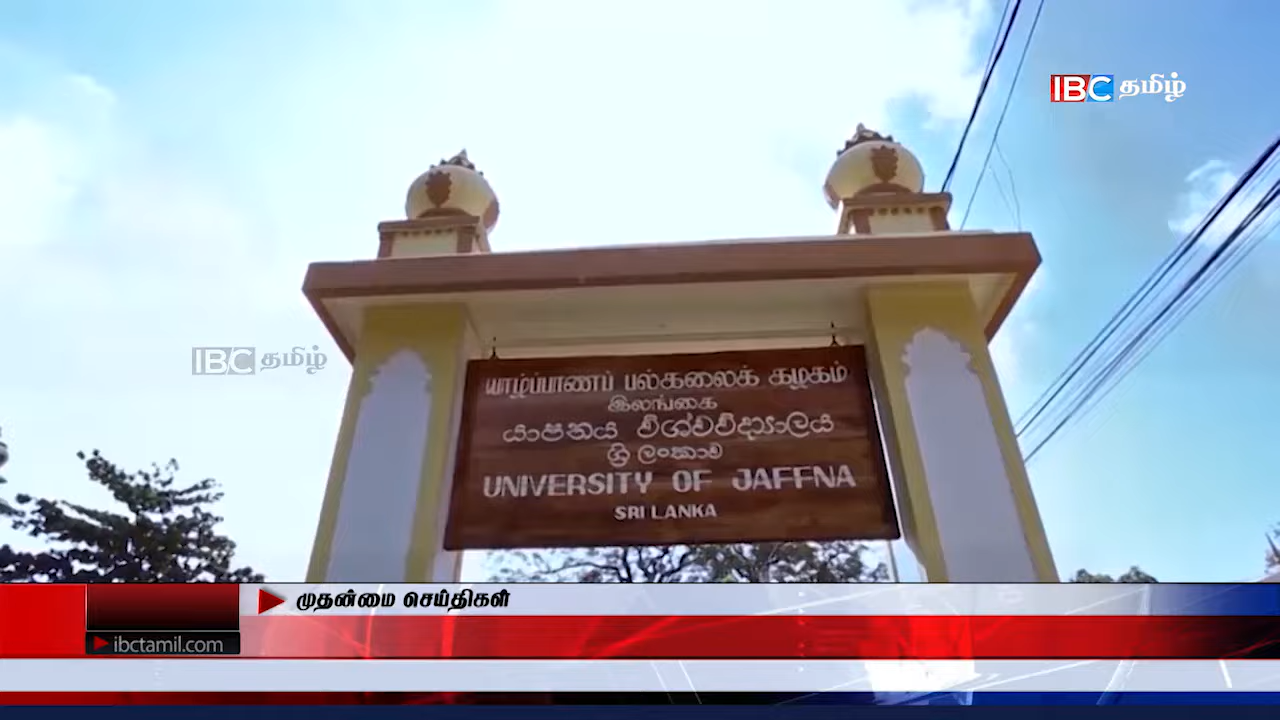 IBC தமிழ்
IBC தமிழ்
யாழ்ப்பாணப் பல்கலைக் கழகம்
இலங்கை
යාපනය විශ්වවිද්‍යාලය
ශ්‍රී ලංකාව
UNIVERSITY OF JAFFNA
SRI LANKA
முதன்மை செய்திகள்
ibctamil.com